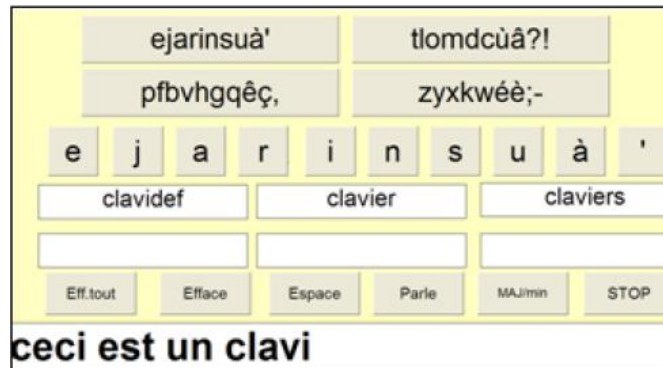 ejarinsuà' tlomdcùâ?!
pfbvhgqêç, zyxkwéè;-
e j a r i n s u à '
clavidef clavier claviers
Eff.tout Efface Espace Parle MAJ/min STOP
ceci est un clavi